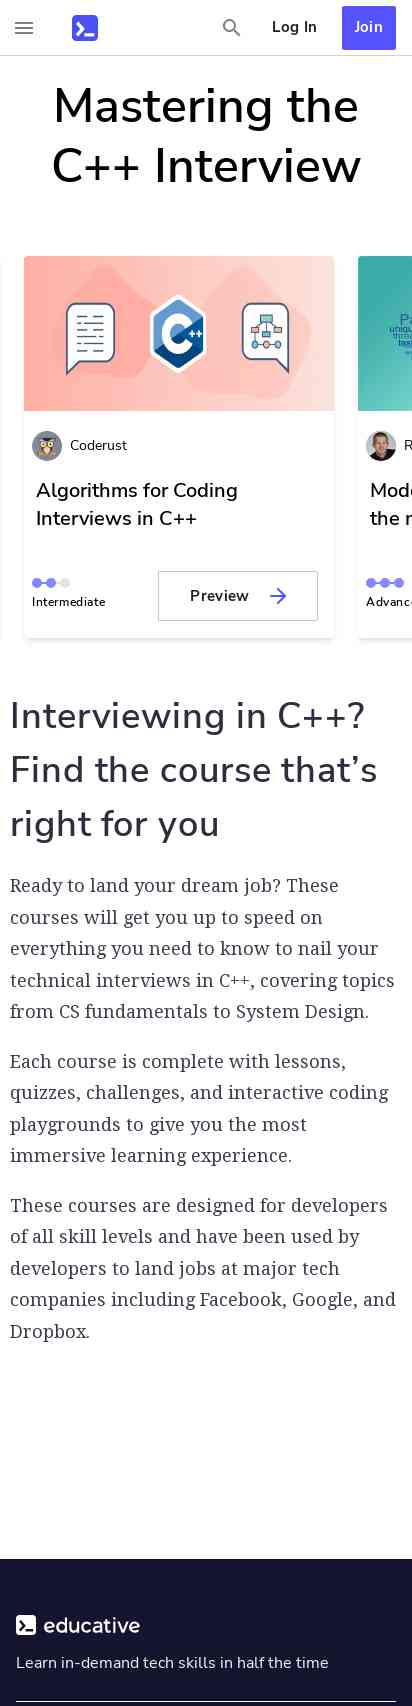 Log In
Join
Mastering the
C++ Interview
Coderust
Algorithms for Coding
Interviews in C++
Intermediate
Preview
Interviewing in C++?
Find the course that’s
right for you
Ready to land your dream job? These
courses will get you up to speed on
everything you need to know to nail your
technical interviews in C++, covering topics
from CS fundamentals to System Design.
Each course is complete with lessons,
quizzes, challenges, and interactive coding
playgrounds to give you the most
immersive learning experience.
These courses are designed for developers
of all skill levels and have been used by
developers to land jobs at major tech
companies including Facebook, Google, and
Dropbox.
educative
Learn in-demand tech skills in half the time